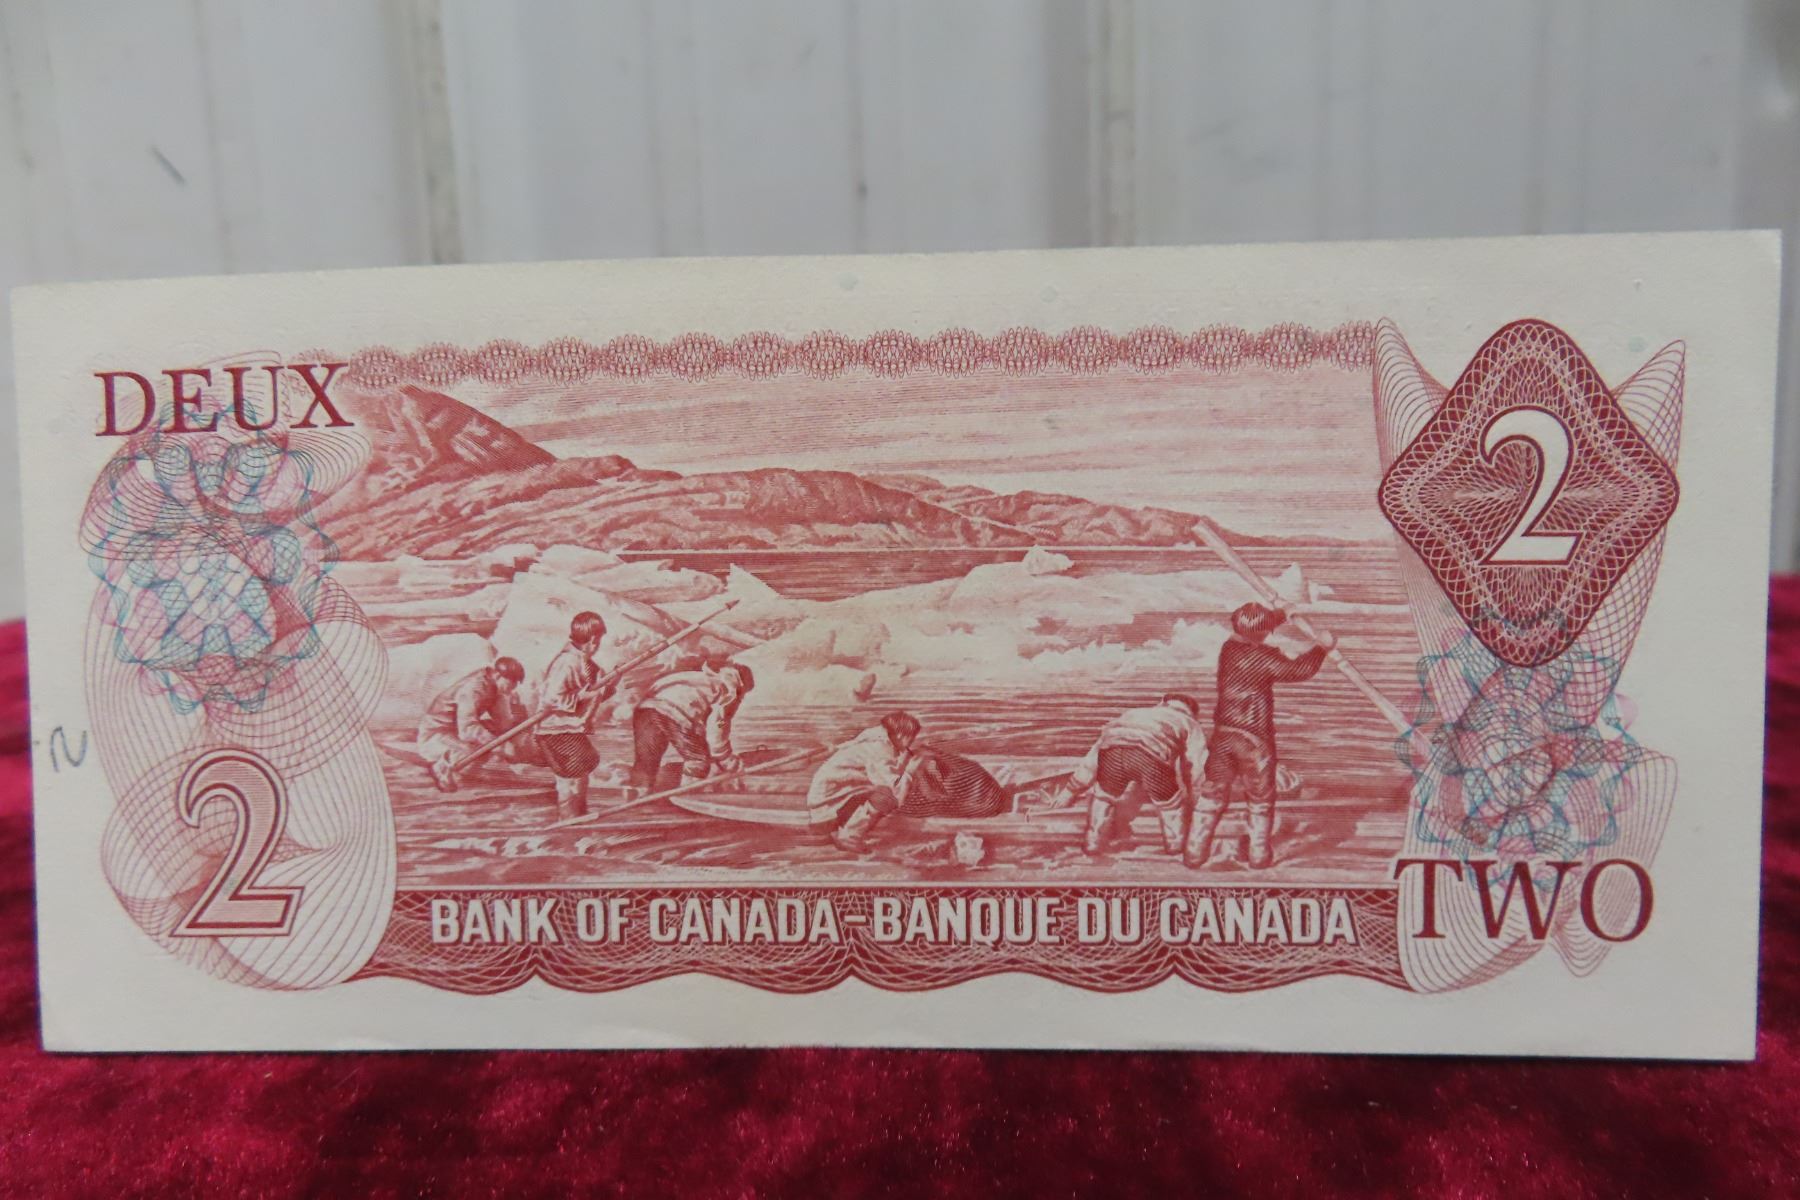 DEUX
2
2
BANK OF CANADA–BANQUE DU CANADA
TWO